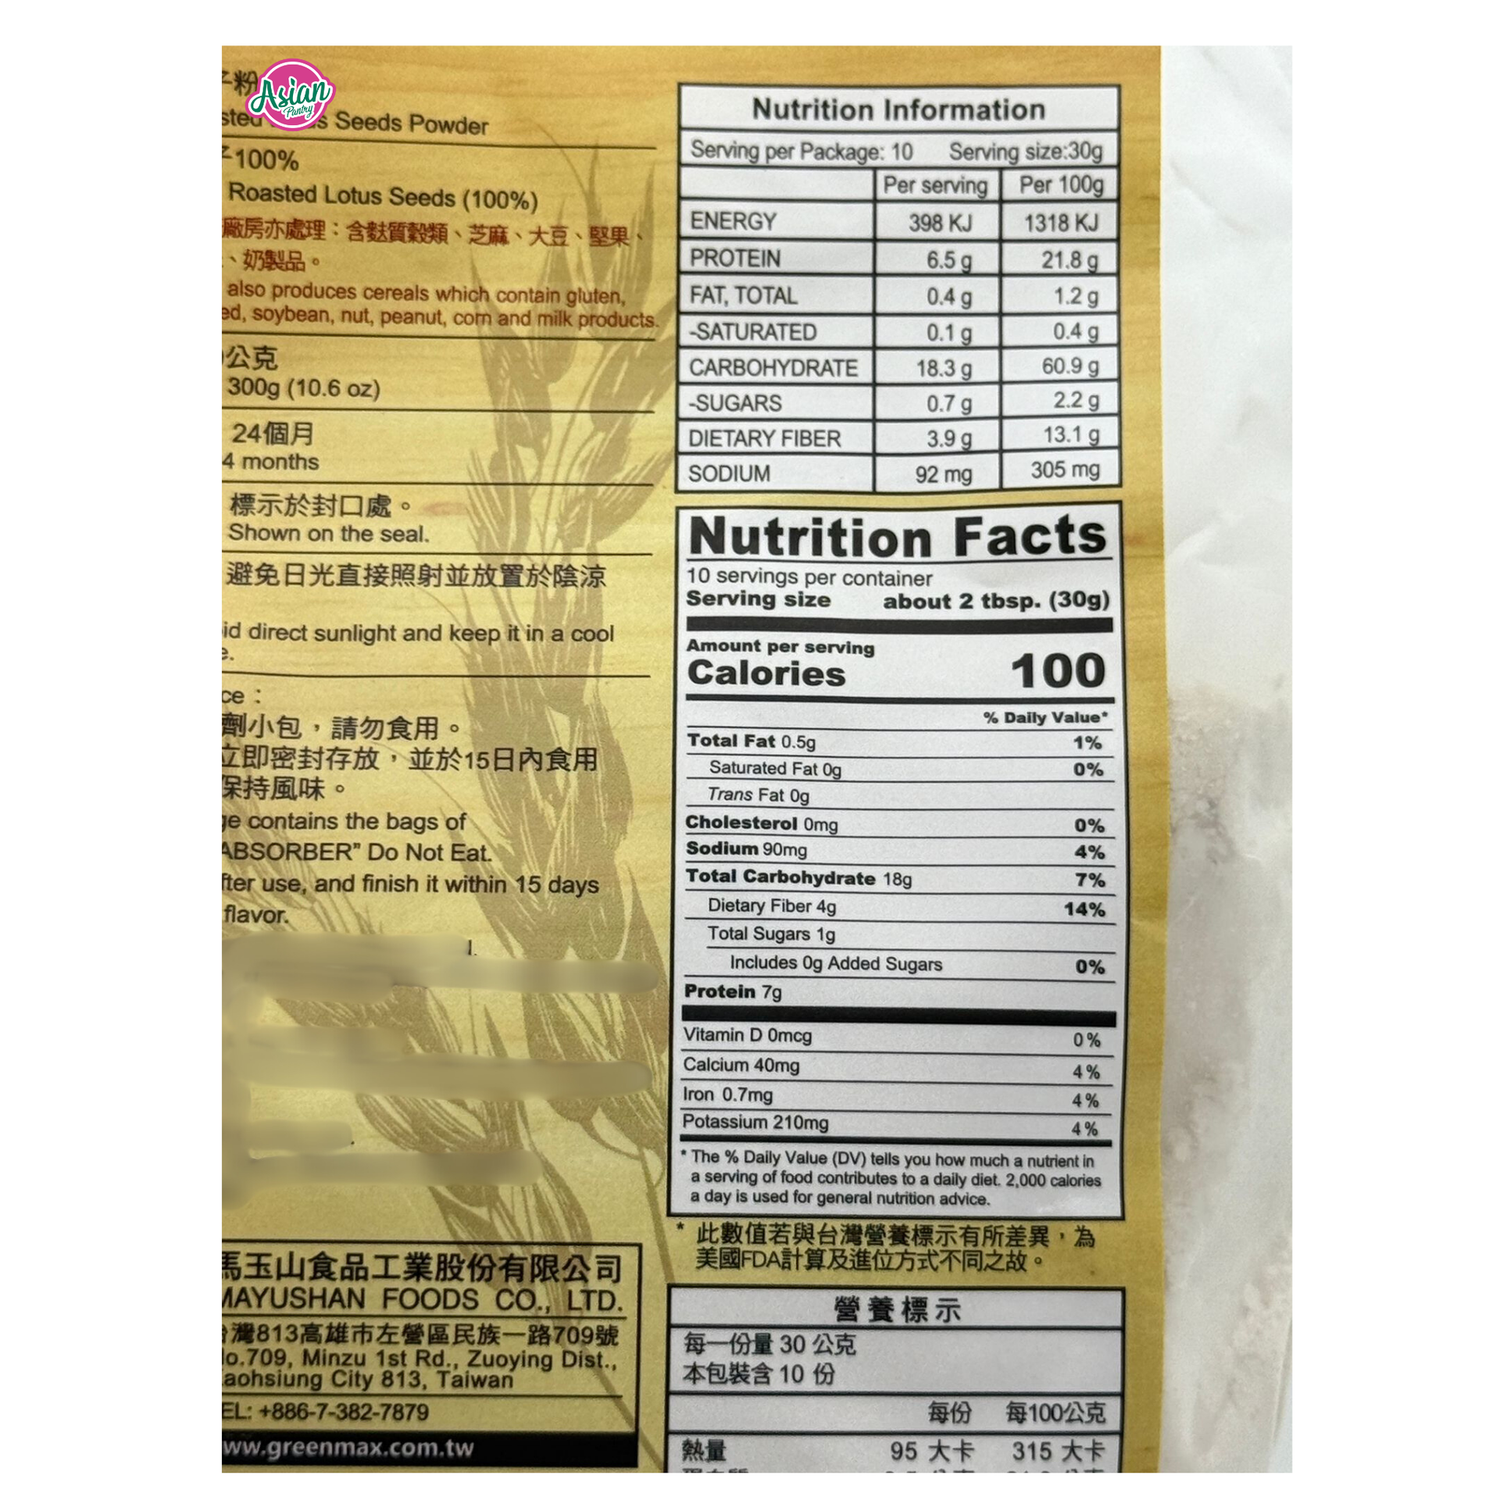 子粉
Asian
Pantry
s Seeds Powder
100%
Roasted Lotus Seeds (100%)
廠房亦處理：含麩質穀類、芝麻、大豆、堅果、
、奶製品。
also produces cereals which contain gluten,
ed, soybean, nut, peanut, corn and milk products.
公克
300g (10.6 oz)
24個月
4 months
標示於封口處。
Shown on the seal.
避免日光直接照射並放置於陰涼
id direct sunlight and keep it in a cool
e.
ce：
劑小包，請勿食用。
立即密封存放，並於15日內食用
保持風味。
ge contains the bags of
ABSORBER” Do Not Eat.
fter use, and finish it within 15 days
flavor.
馬玉山食品工業股份有限公司
MAYUSHAN FOODS CO., LTD.
台灣813高雄市左營區民族一路709號
No.709, Minzu 1st Rd., Zuoying Dist.,
Kaohsiung City 813, Taiwan
TEL: +886-7-382-7879
www.greenmax.com.tw
Nutrition Information
Serving per Package: 10 Serving size:30g
Per serving Per 100g
ENERGY 398 KJ 1318 KJ
PROTEIN 6.5 g 21.8 g
FAT, TOTAL 0.4 g 1.2 g
-SATURATED 0.1 g 0.4 g
CARBOHYDRATE 18.3 g 60.9 g
-SUGARS 0.7 g 2.2 g
DIETARY FIBER 3.9 g 13.1 g
SODIUM 92 mg 305 mg
Nutrition Facts
10 servings per container
Serving size about 2 tbsp. (30g)
Amount per serving
Calories 100
% Daily Value*
Total Fat 0.5g 1%
Saturated Fat 0g 0%
Trans Fat 0g
Cholesterol 0mg 0%
Sodium 90mg 4%
Total Carbohydrate 18g 7%
Dietary Fiber 4g 14%
Total Sugars 1g
Includes 0g Added Sugars 0%
Protein 7g
Vitamin D 0mcg 0%
Calcium 40mg 4%
Iron 0.7mg 4%
Potassium 210mg 4%
* The % Daily Value (DV) tells you how much a nutrient in
a serving of food contributes to a daily diet. 2,000 calories
a day is used for general nutrition advice.
* 此數值若與台灣營養標示有所差異，為
美國FDA計算及進位方式不同之故。
營養標示
每一份量 30 公克
本包裝含 10 份
每份 每100公克
熱量 95 大卡 315 大卡